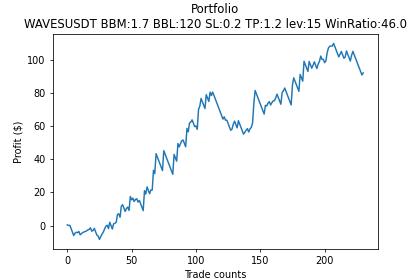 Portfolio
WAVESUSDT BBM:1.7 BBL:120 SL:0.2 TP:1.2 lev:15 WinRatio:46.0
100
80
60
40
20
0
Profit ($)
0 50 100 150 200
Trade counts